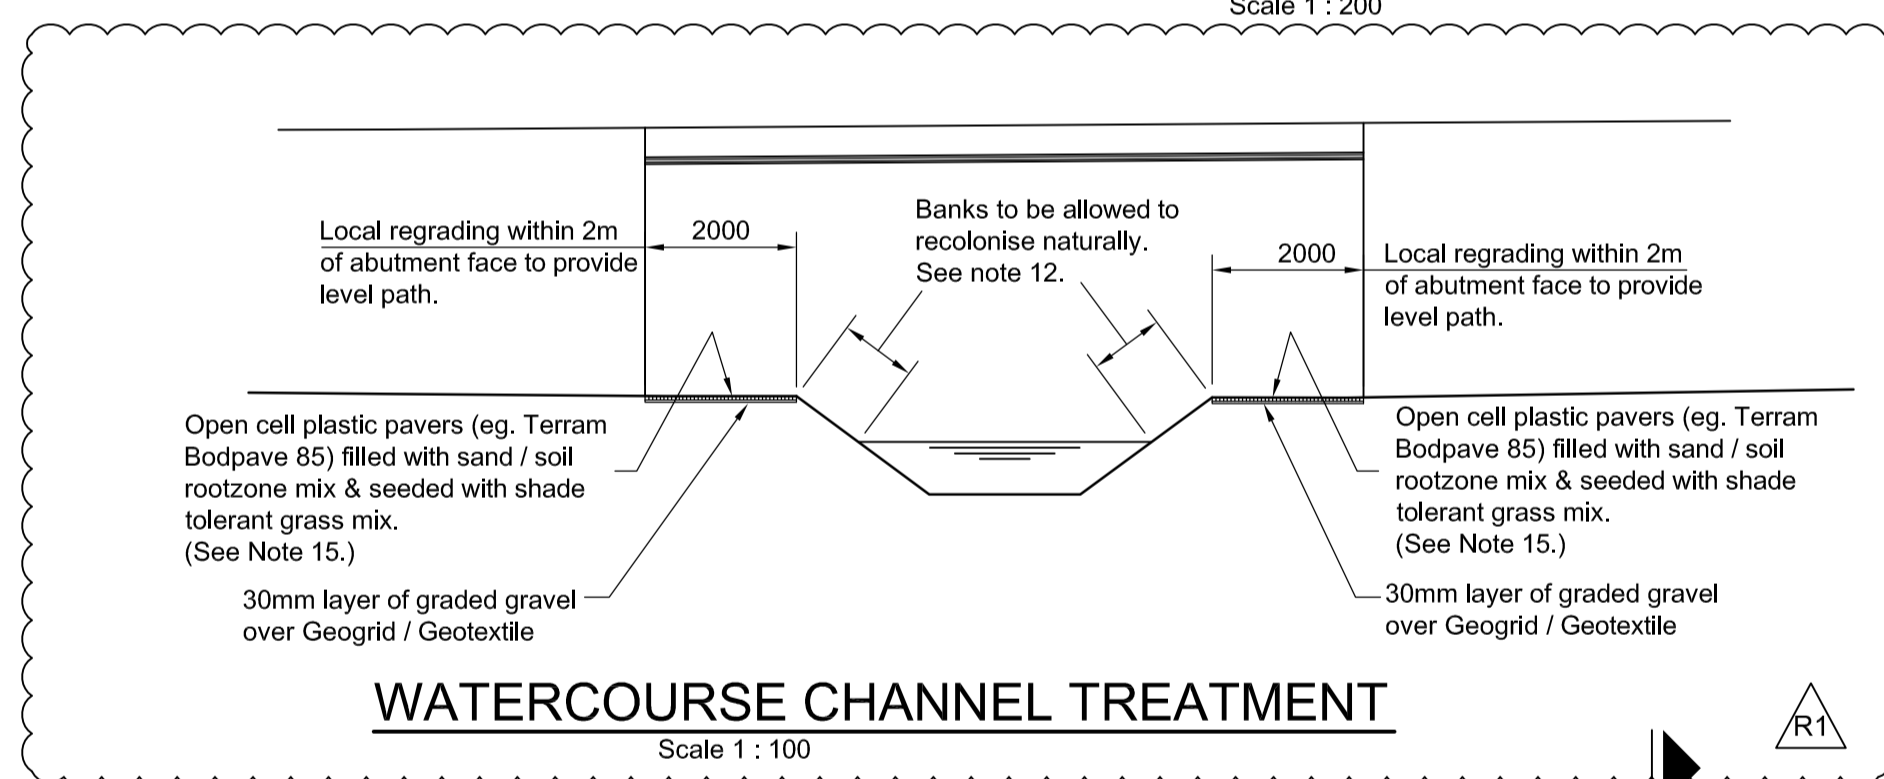 Scale 1 : 200
Local regrading within 2m
of abutment face to provide
level path.
2000
Banks to be allowed to
recolonise naturally.
See note 12.
2000
Local regrading within 2m
of abutment face to provide
level path.
Open cell plastic pavers (eg. Terram
Bodpave 85) filled with sand / soil
rootzone mix & seeded with shade
tolerant grass mix.
(See Note 15.)
30mm layer of graded gravel
over Geogrid / Geotextile
Open cell plastic pavers (eg. Terram
Bodpave 85) filled with sand / soil
rootzone mix & seeded with shade
tolerant grass mix.
(See Note 15.)
30mm layer of graded gravel
over Geogrid / Geotextile
WATERCOURSE CHANNEL TREATMENT
Scale 1 : 100
R1